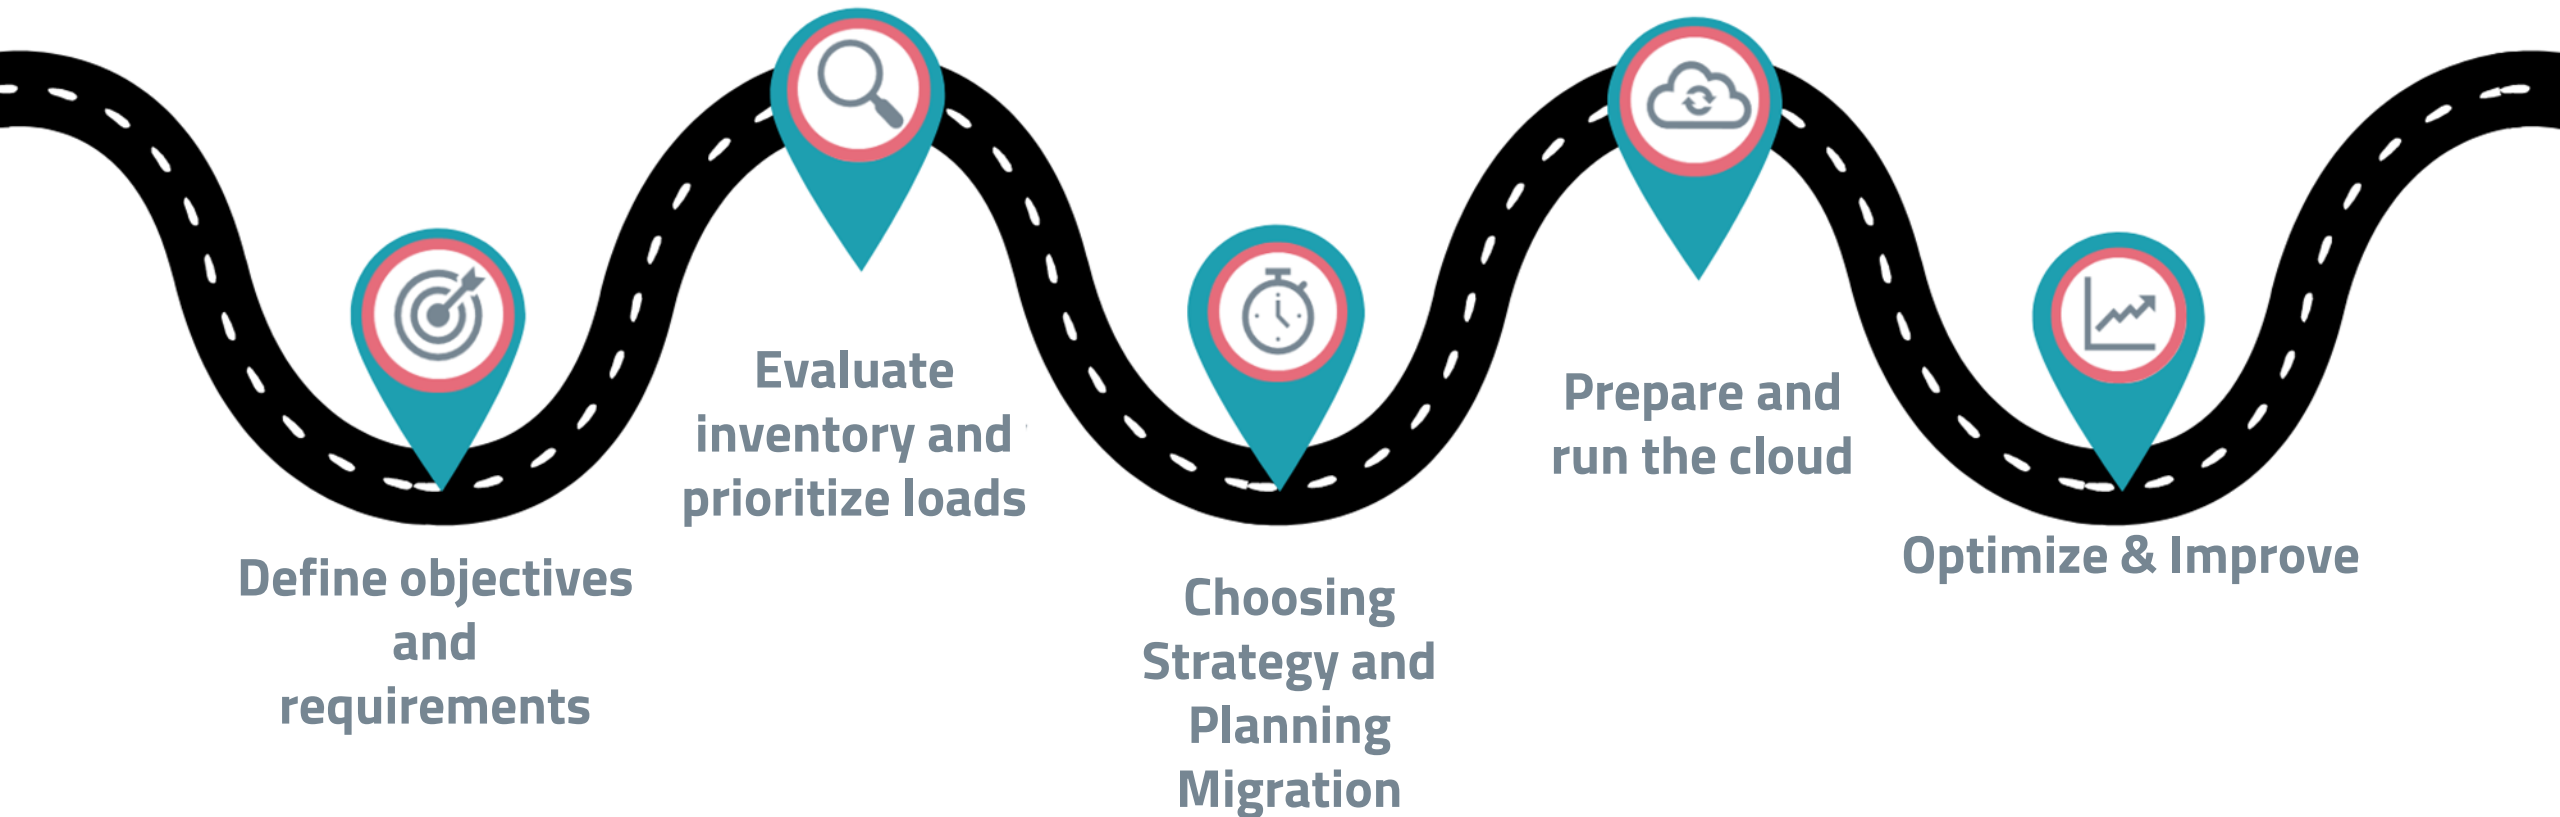 Define objectives
and
requirements
Evaluate
inventory and
prioritize loads
Choosing
Strategy and
Planning
Migration
Prepare and
run the cloud
Optimize & Improve